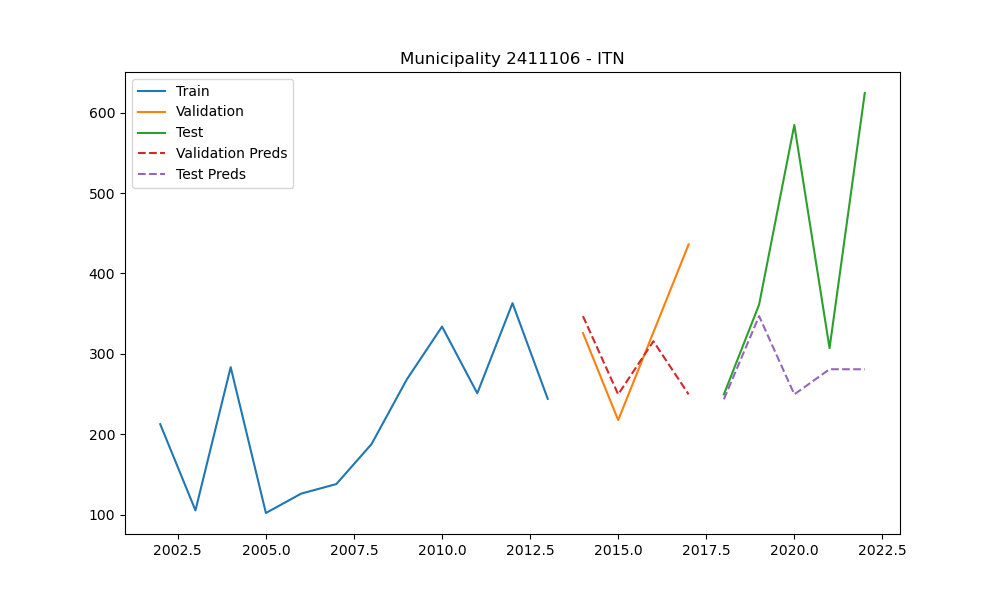 Municipality 2411106 - ITN
Train
Validation
Test
Validation Preds
Test Preds
600
500
400
300
200
100
2002.5 2005.0 2007.5 2010.0 2012.5 2015.0 2017.5 2020.0 2022.5